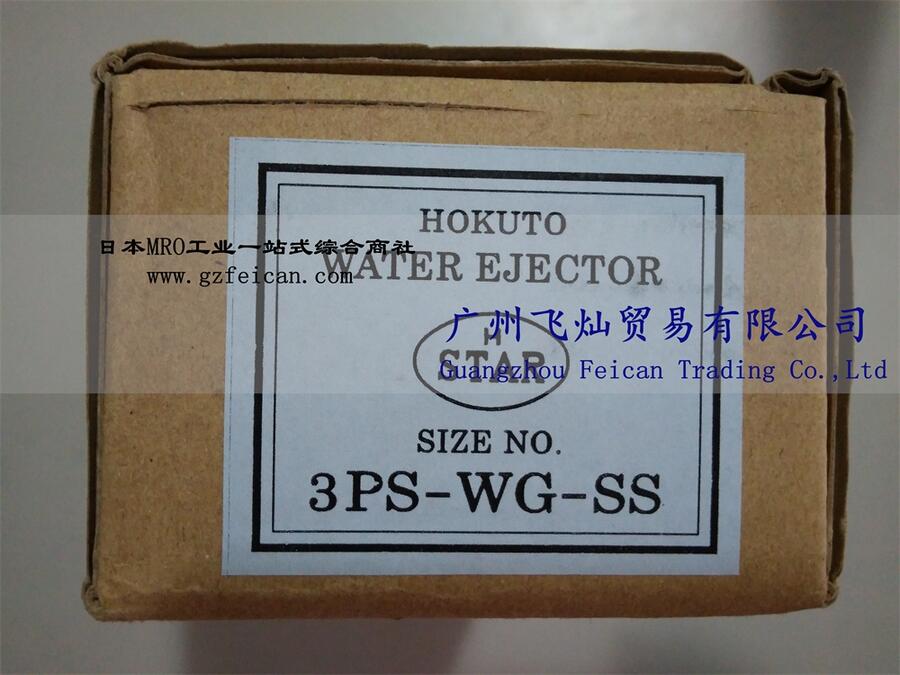 HOKUTO
日本MRO工业一站式综合商社
WATER EJECTOR
www.gzfeican.com
广州飞灿贸易有限公司
H
STAR
Guangzhou Feican Trading Co.,Ltd
SIZE NO.
3PS-WG-SS